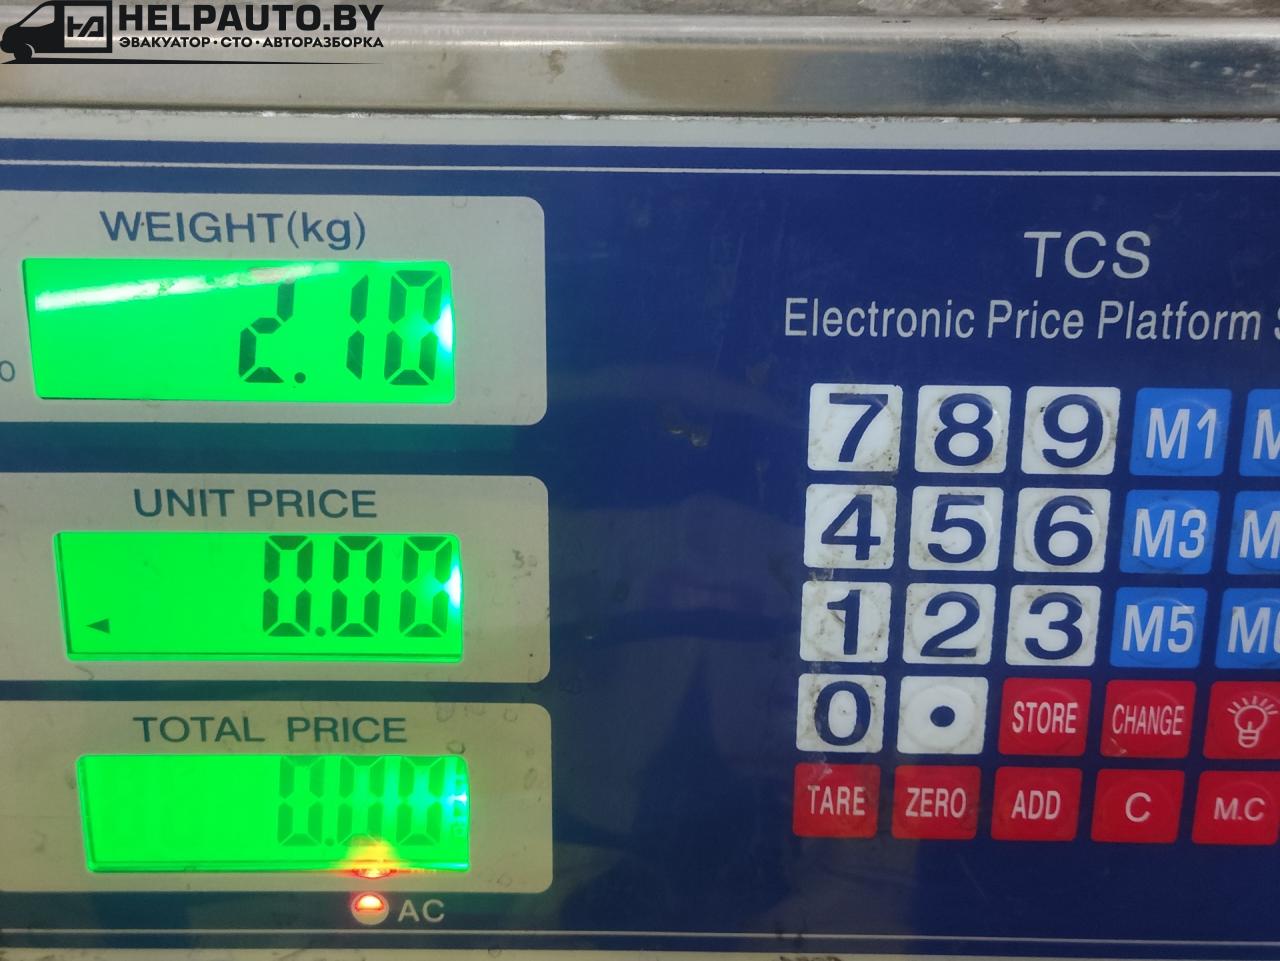 HELPAUTO.BY
ЭВАКУАТОР·СТО·АВТОРАЗБОРКА
WEIGHT(kg)
2.10
UNIT PRICE
0.00
TOTAL PRICE
0.00
AC
TCS
Electronic Price Platform
7 8 9 M1
4 5 6 M3
1 2 3 M5
0 • STORE CHANGE
TARE ZERO ADD C M.C